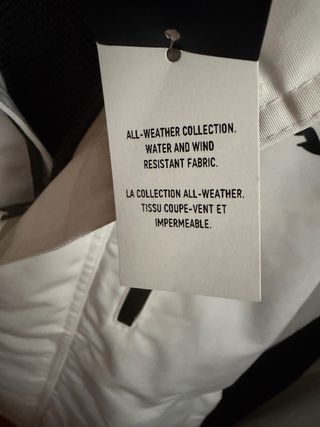 ALL-WEATHER COLLECTION.
WATER AND WIND
RESISTANT FABRIC.
LA COLLECTION ALL-WEATHER.
TISSU COUPE-VENT ET
IMPERMEABLE.